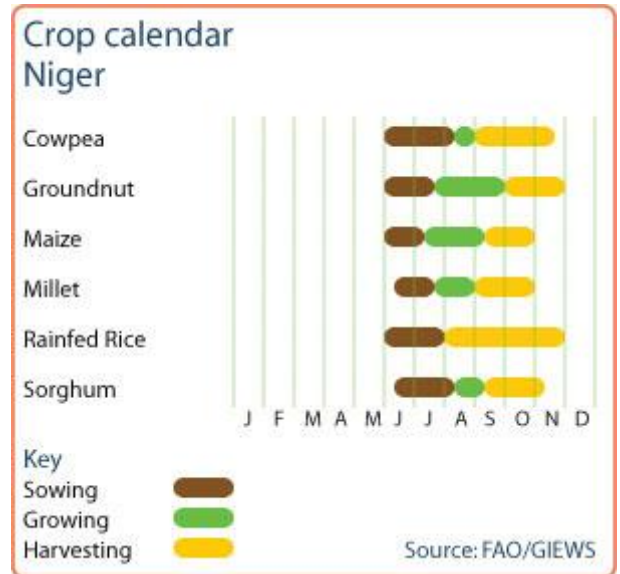 Crop calendar
Niger
Cowpea
Groundnut
Maize
Millet
Rainfed Rice
Sorghum
J F M A M J J A S O N D
Key
Sowing
Growing
Harvesting
Source: FAO/GIEWS